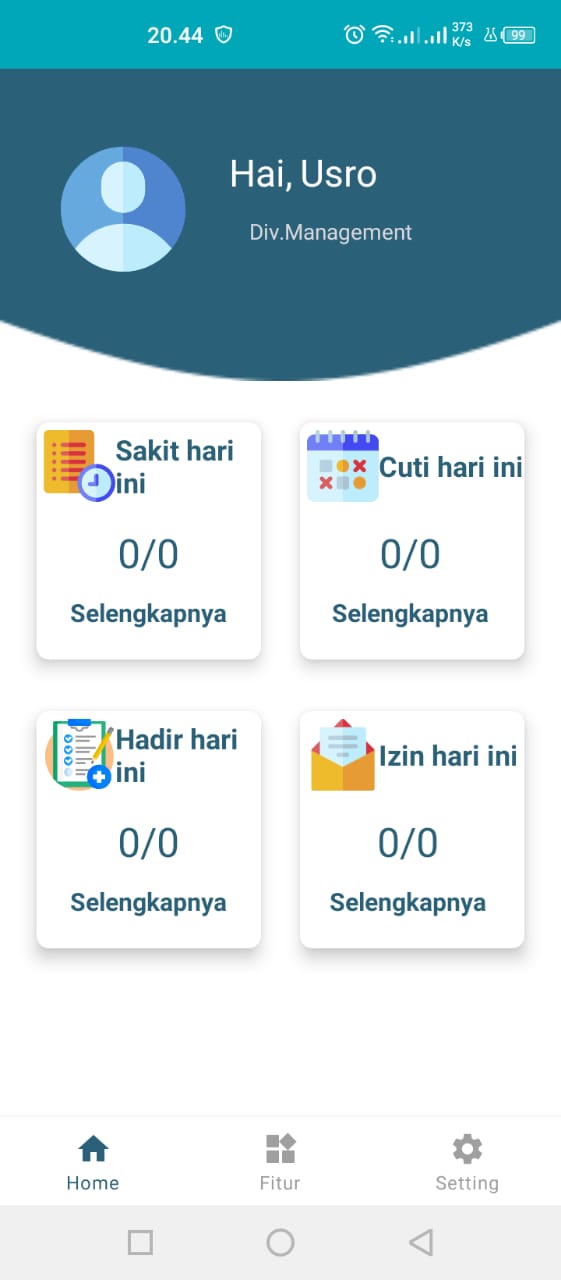 20.44
373
K/s
99
Hai, Usro
Div.Management
Sakit hari
ini
0/0
Selengkapnya
Cuti hari ini
0/0
Selengkapnya
Hadir hari
ini
0/0
Selengkapnya
Izin hari ini
0/0
Selengkapnya
Home
Fitur
Setting